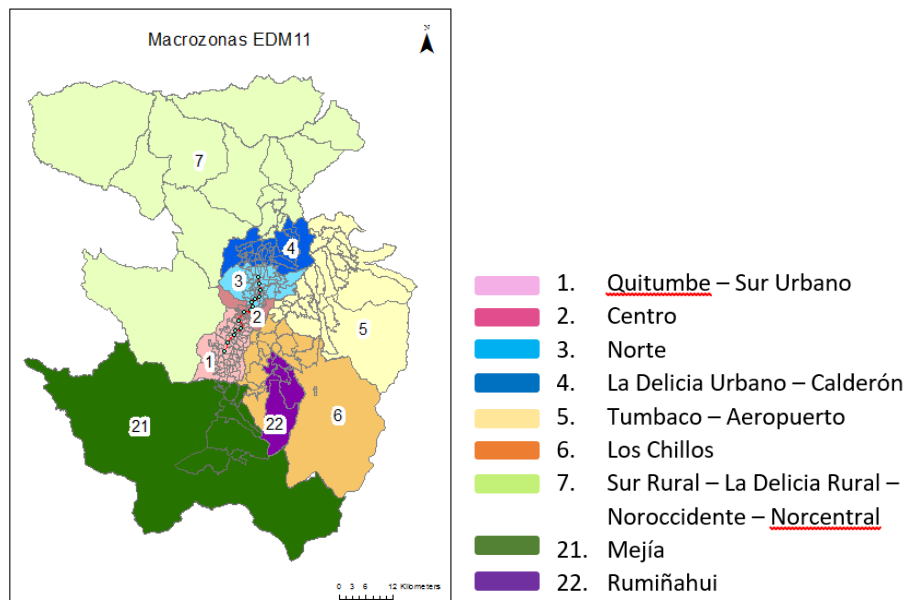 Macrozonas EDM11
N
7
4
3
2
5
1
6
21
22
0 3 6 12 Kilometers
1. Quitumbe – Sur Urbano
2. Centro
3. Norte
4. La Delicia Urbano – Calderón
5. Tumbaco – Aeropuerto
6. Los Chillos
7. Sur Rural – La Delicia Rural –
Noroccidente – Norcentral
21. Mejía
22. Rumiñahui